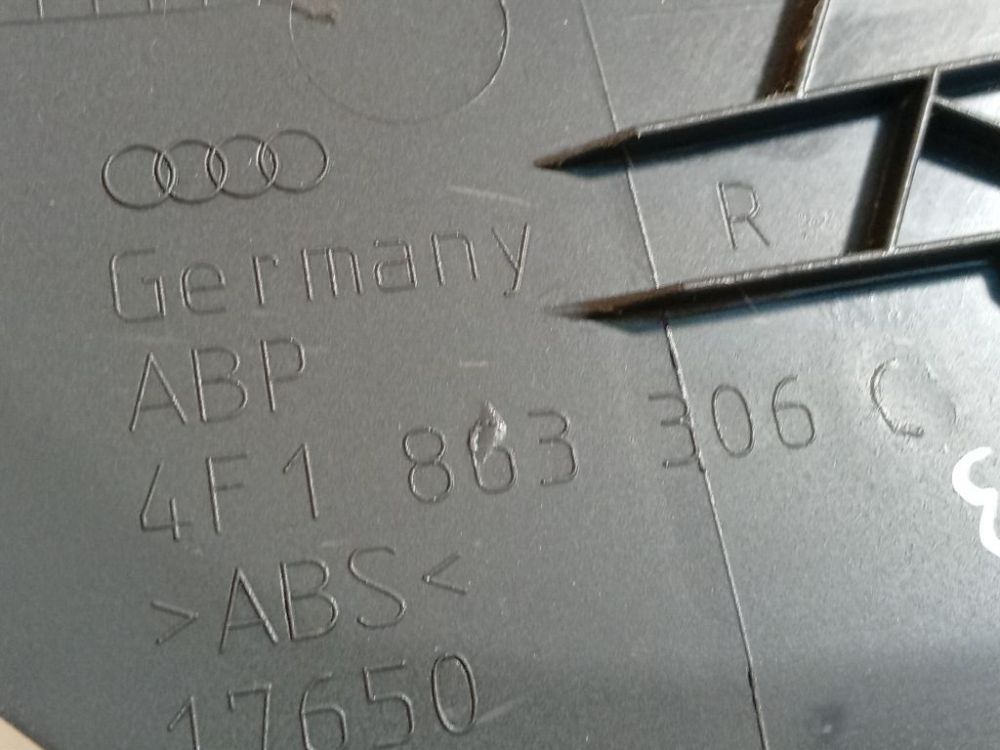 R
Germany
ABP
4F1 863 306 C
>ABS<
17650